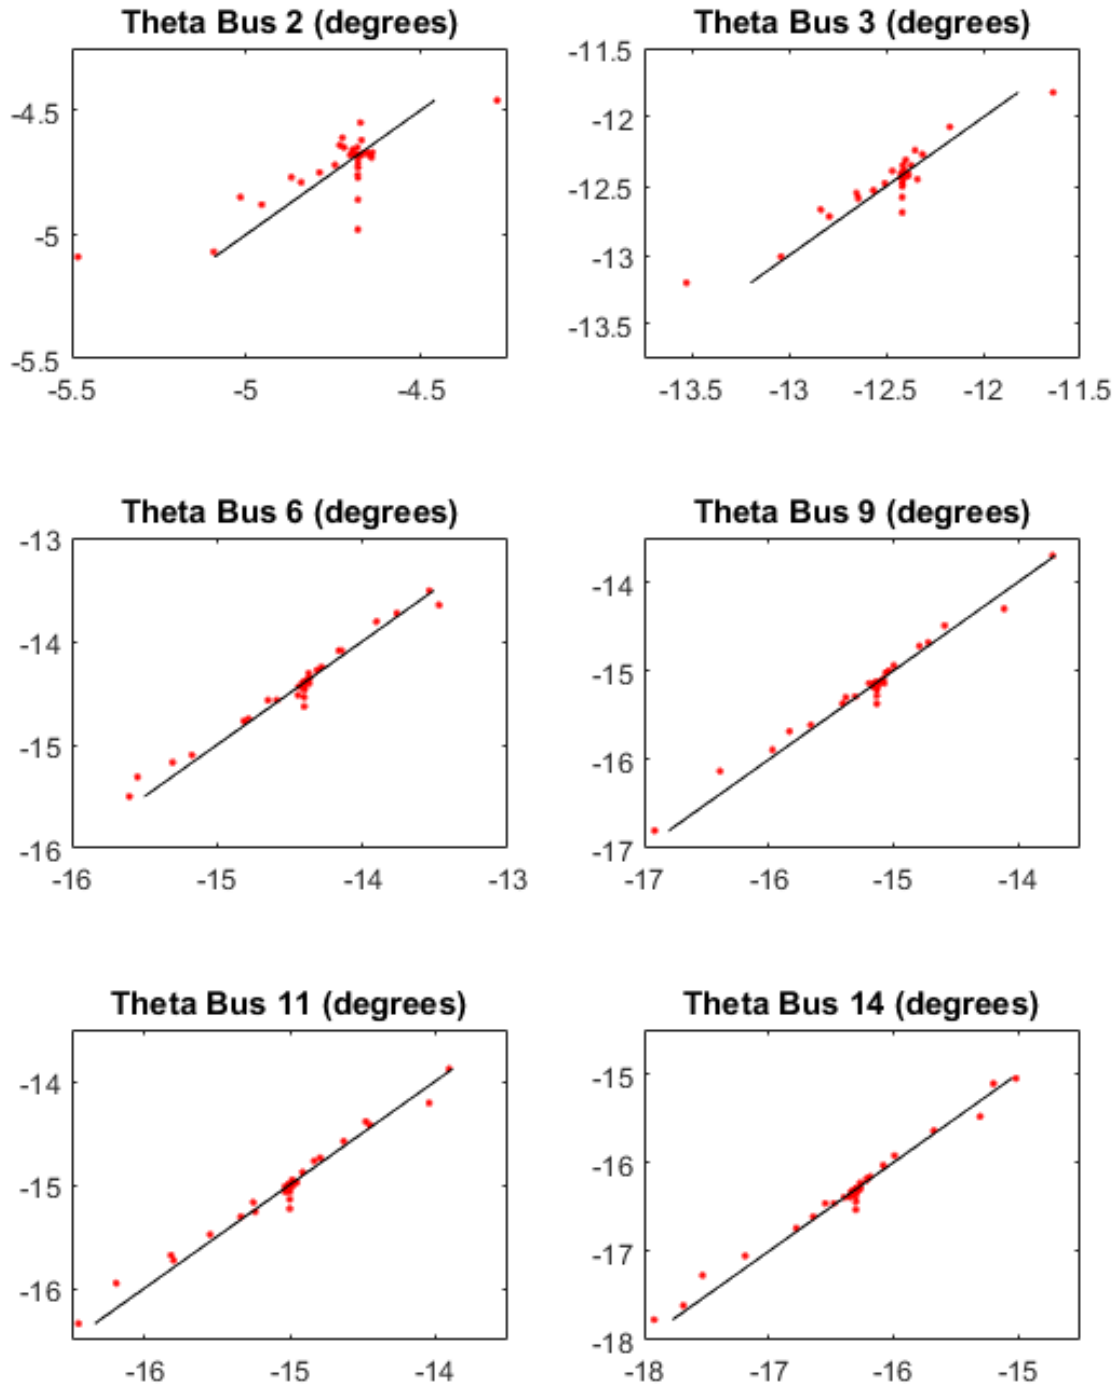 Theta Bus 2 (degrees)
-4.5
-5
-5.5
-5.5 -5 -4.5
Theta Bus 3 (degrees)
-11.5
-12
-12.5
-13
-13.5
-13.5 -13 -12.5 -12 -11.5
Theta Bus 6 (degrees)
-13
-14
-15
-16
-16 -15 -14 -13
Theta Bus 9 (degrees)
-14
-15
-16
-17
-17 -16 -15 -14
Theta Bus 11 (degrees)
-14
-15
-16
-16 -15 -14
Theta Bus 14 (degrees)
-15
-16
-17
-18
-18 -17 -16 -15